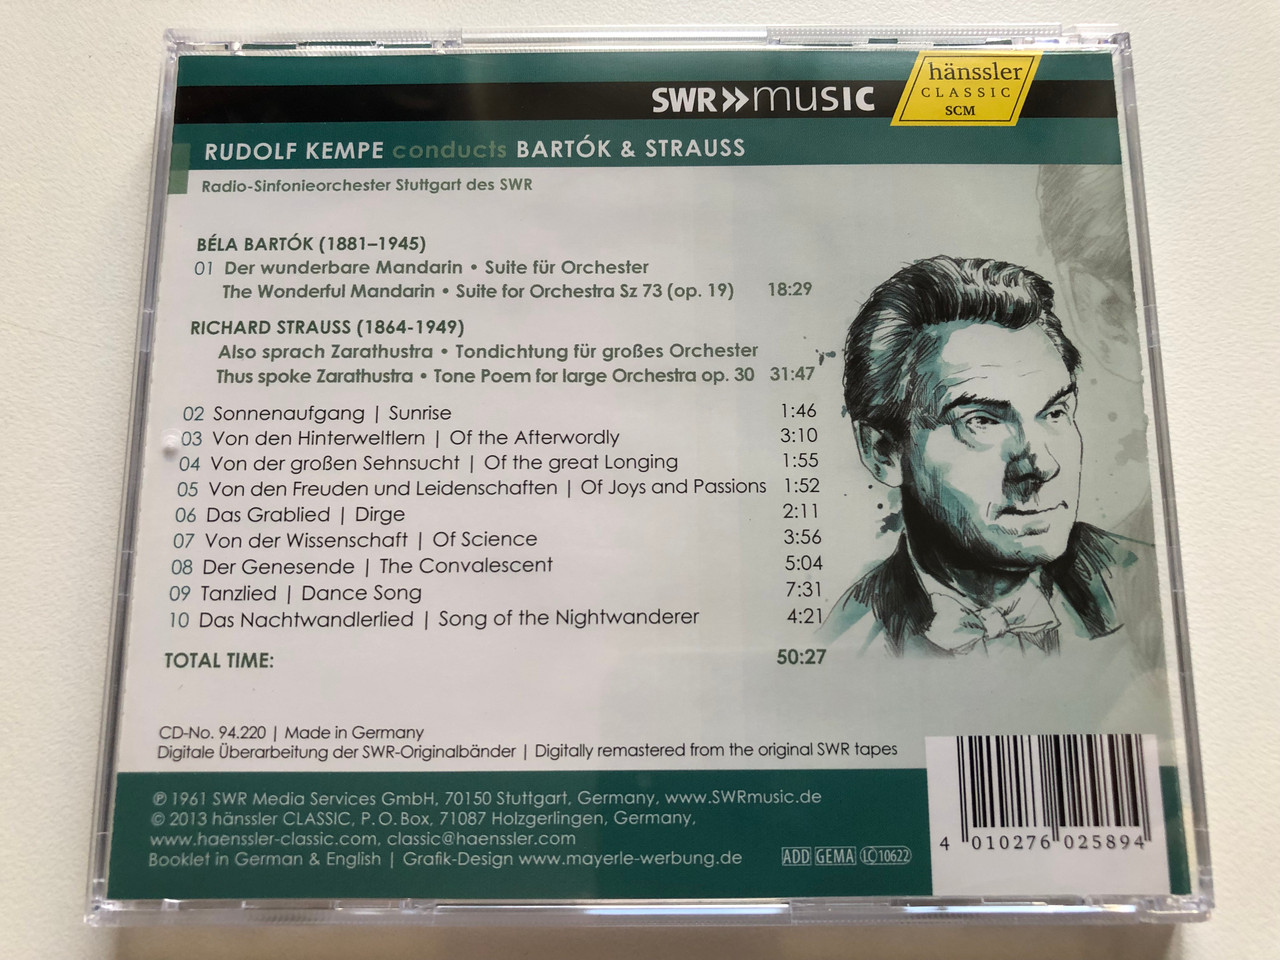 SWR>>music
hänssler
CLASSIC
SCM
RUDOLF KEMPE conducts BARTÓK & STRAUSS
Radio-Sinfonieorchester Stuttgart des SWR
BÉLA BARTÓK (1881–1945)
01 Der wunderbare Mandarin • Suite für Orchester
The Wonderful Mandarin • Suite for Orchestra Sz 73 (op. 19) 18:29
RICHARD STRAUSS (1864-1949)
Also sprach Zarathustra • Tondichtung für großes Orchester
Thus spoke Zarathustra • Tone Poem for large Orchestra op. 30 31:47
02 Sonnenaufgang | Sunrise 1:46
03 Von den Hinterweltlern | Of the Afterwordly 3:10
04 Von der großen Sehnsucht | Of the great Longing 1:55
05 Von den Freuden und Leidenschaften | Of Joys and Passions 1:52
06 Das Grablied | Dirge 2:11
07 Von der Wissenschaft | Of Science 3:56
08 Der Genesende | The Convalescent 5:04
09 Tanzlied | Dance Song 7:31
10 Das Nachtwandlerlied | Song of the Nightwanderer 4:21
TOTAL TIME: 50:27
CD-No. 94.220 | Made in Germany
Digitale Überarbeitung der SWR-Originalbänder | Digitally remastered from the original SWR tapes
℗ 1961 SWR Media Services GmbH, 70150 Stuttgart, Germany, www.SWRmusic.de
© 2013 hänssler CLASSIC, P. O. Box, 71087 Holzgerlingen, Germany,
www.haenssler-classic.com, classic@haenssler.com
Booklet in German & English | Grafik-Design www.mayerle-werbung.de
ADD GEMA LC 10622
4 010276 025894